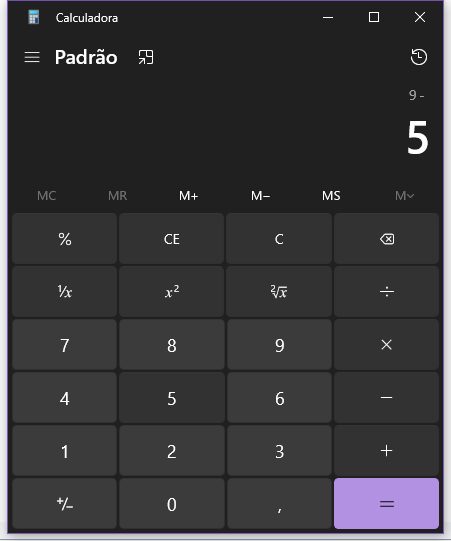 Calculadora
Padrão
9 -
5
MC MR M+ M− MS M
% CE C
¹/x x² ²√x ÷
7 8 9 ×
4 5 6 −
1 2 3 +
+/− 0 , =